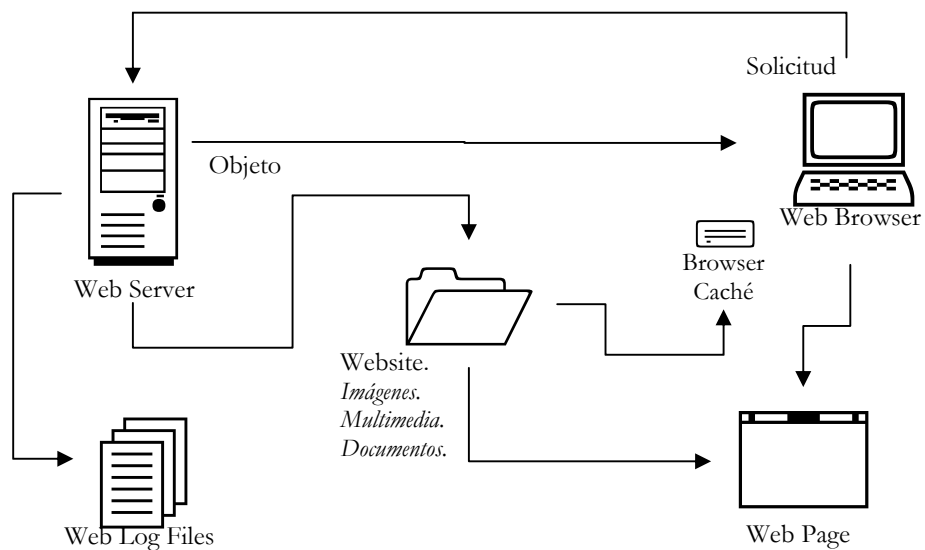 Solicitud
Objeto
Web Browser
Browser
Caché
Web Server
Website.
Imágenes.
Multimedia.
Documentos.
Web Log Files
Web Page